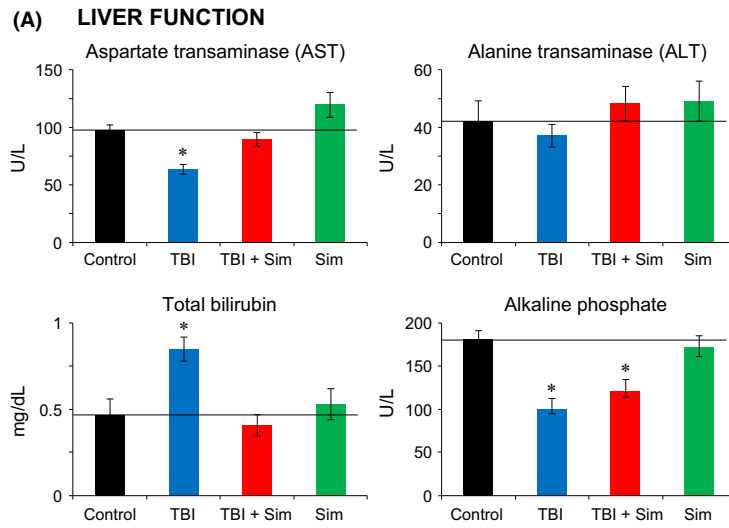 (A) LIVER FUNCTION
Aspartate transaminase (AST)
150
100
50
0
U/L
*
Control TBI TBI + Sim Sim
Alanine transaminase (ALT)
60
40
20
0
U/L
Control TBI TBI + Sim Sim
Total bilirubin
1
0.5
0
mg/dL
*
Control TBI TBI + Sim Sim
Alkaline phosphate
200
150
100
50
0
U/L
* *
Control TBI TBI + Sim Sim